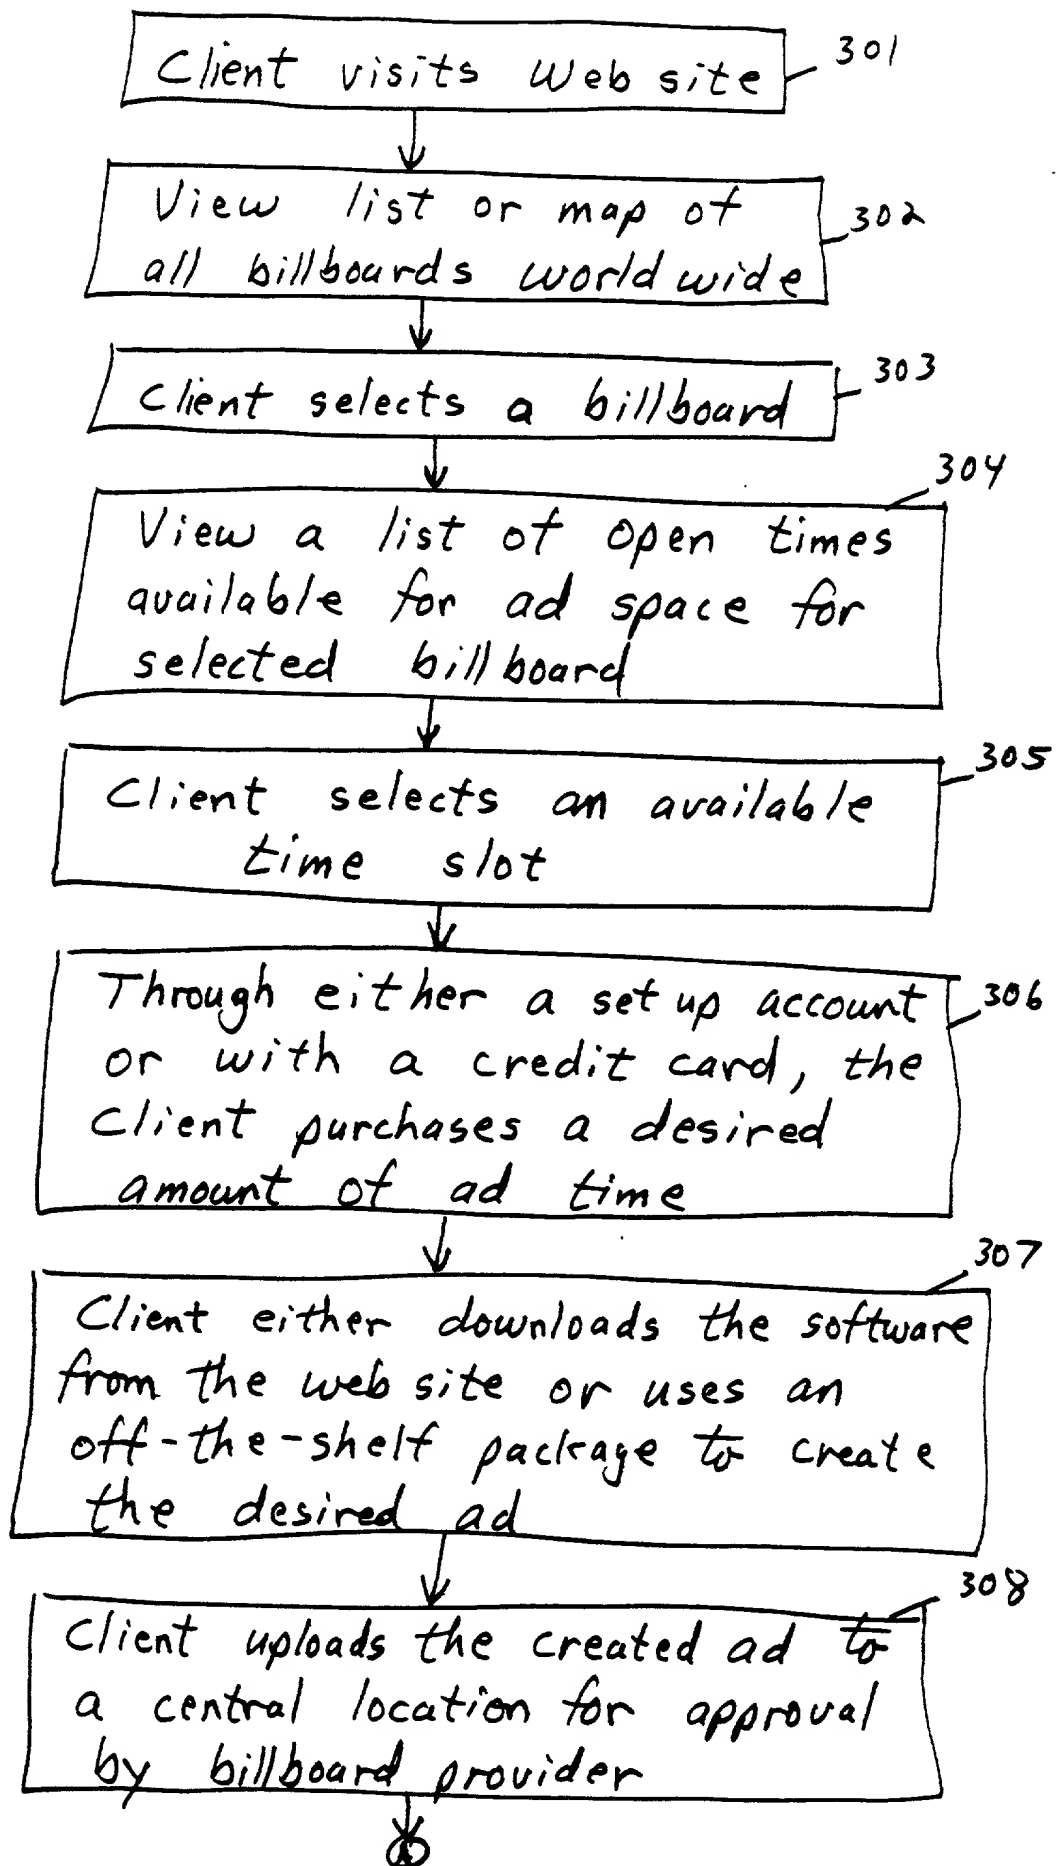 Client visits Web site
301
View list or map of
all billboards worldwide
302
Client selects a billboard
303
304
View a list of open times
available for ad space for
selected billboard
305
Client selects an available
time slot
Through either a set up account
or with a credit card, the
Client purchases a desired
amount of ad time
306
307
Client either downloads the software
from the web site or uses an
off-the-shelf package to create
the desired ad
308
Client uploads the created ad to
a central location for approval
by billboard provider